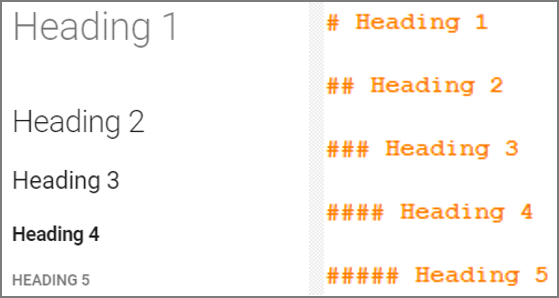 Heading 1
Heading 2
Heading 3
Heading 4
HEADING 5
# Heading 1
## Heading 2
### Heading 3
#### Heading 4
##### Heading 5